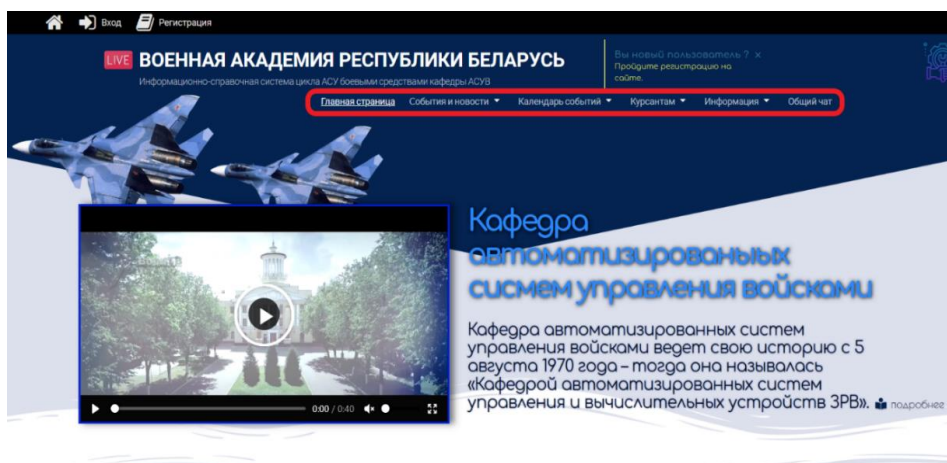 Вход Регистрация
LIVE ВОЕННАЯ АКАДЕМИЯ РЕСПУБЛИКИ БЕЛАРУСЬ
Информационно-справочная система цикла АСУ боевыми средствами кафедры АСУВ
Вы новый пользователь ? ×
Пройдите регистрацию на
сайте.
Главная страница События и новости Календарь событий Курсантам Информация Общий чат
Кафедра
автоматизированных
сисмем управления войсками
Кафедра автоматизированных систем
управления войсками ведет свою историю с 5
августа 1970 года – тогда она называлась
«Кафедрой автоматизированных систем
управления и вычислительных устройств ЗРВ». подробнее
0:00 / 0:40